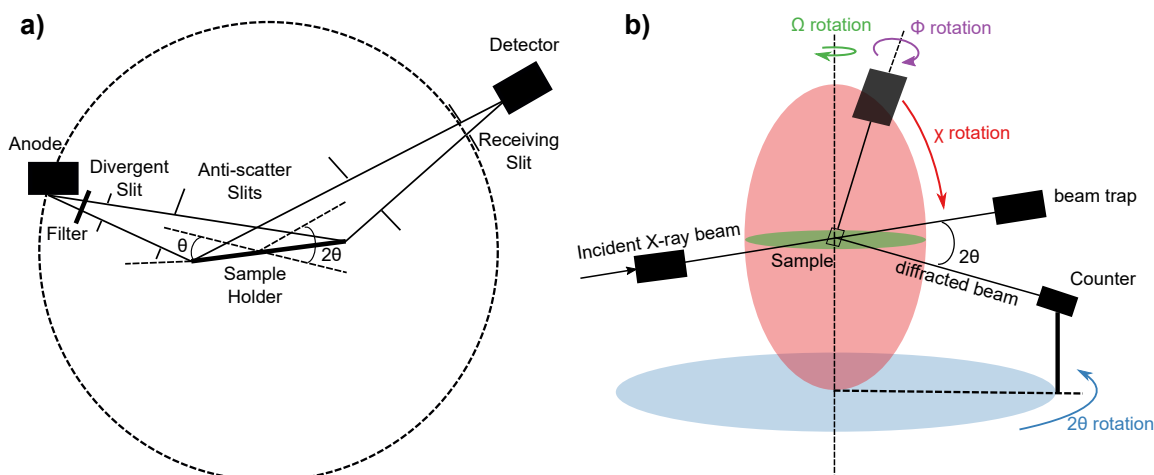 a)
Detector
Anode
Divergent
Slit
Anti-scatter
Slits
Receiving
Slit
Filter
θ
2θ
Sample
Holder
b)
Ω rotation
Φ rotation
χ rotation
beam trap
Incident X-ray beam
Sample
2θ
diffracted beam
Counter
2θ rotation